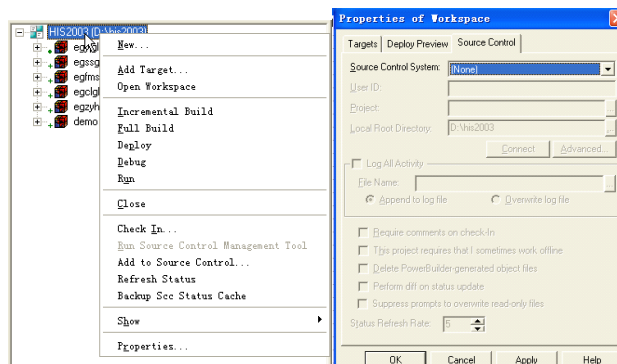 HIS2003 (D:\his2003)
egssg
egfms
egclgl
egzyh
demo
New...
Add Target...
Open Workspace
Incremental Build
Full Build
Deploy
Debug
Run
Close
Check In...
Run Source Control Management Tool
Add to Source Control...
Refresh Status
Backup Scc Status Cache
Show
Properties...
Properties of Workspace
Targets Deploy Preview Source Control
Source Control System: (None)
User ID:
Project:
Local Root Directory: D:\his2003
Connect Advanced...
Log All Activity
File Name:
Append to log file Overwrite log file
Require comments on check-In
This project requires that I sometimes work offline
Delete PowerBuilder-generated object files
Perform diff on status update
Suppress prompts to overwrite read-only files
Status Refresh Rate: 5
OK Cancel Apply Help